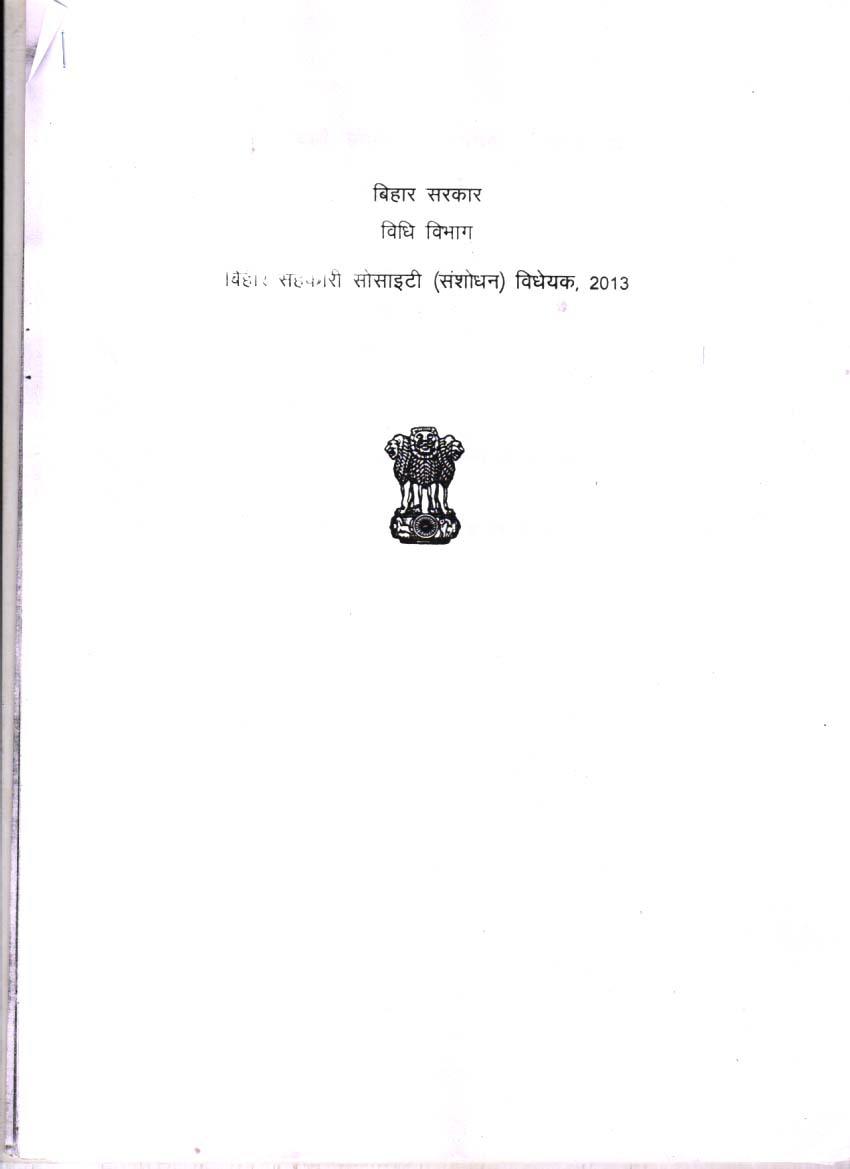 बिहार सरकार
विधि विभाग
बिहार सहकारी सोसाइटी (संशोधन) विधेयक, 2013